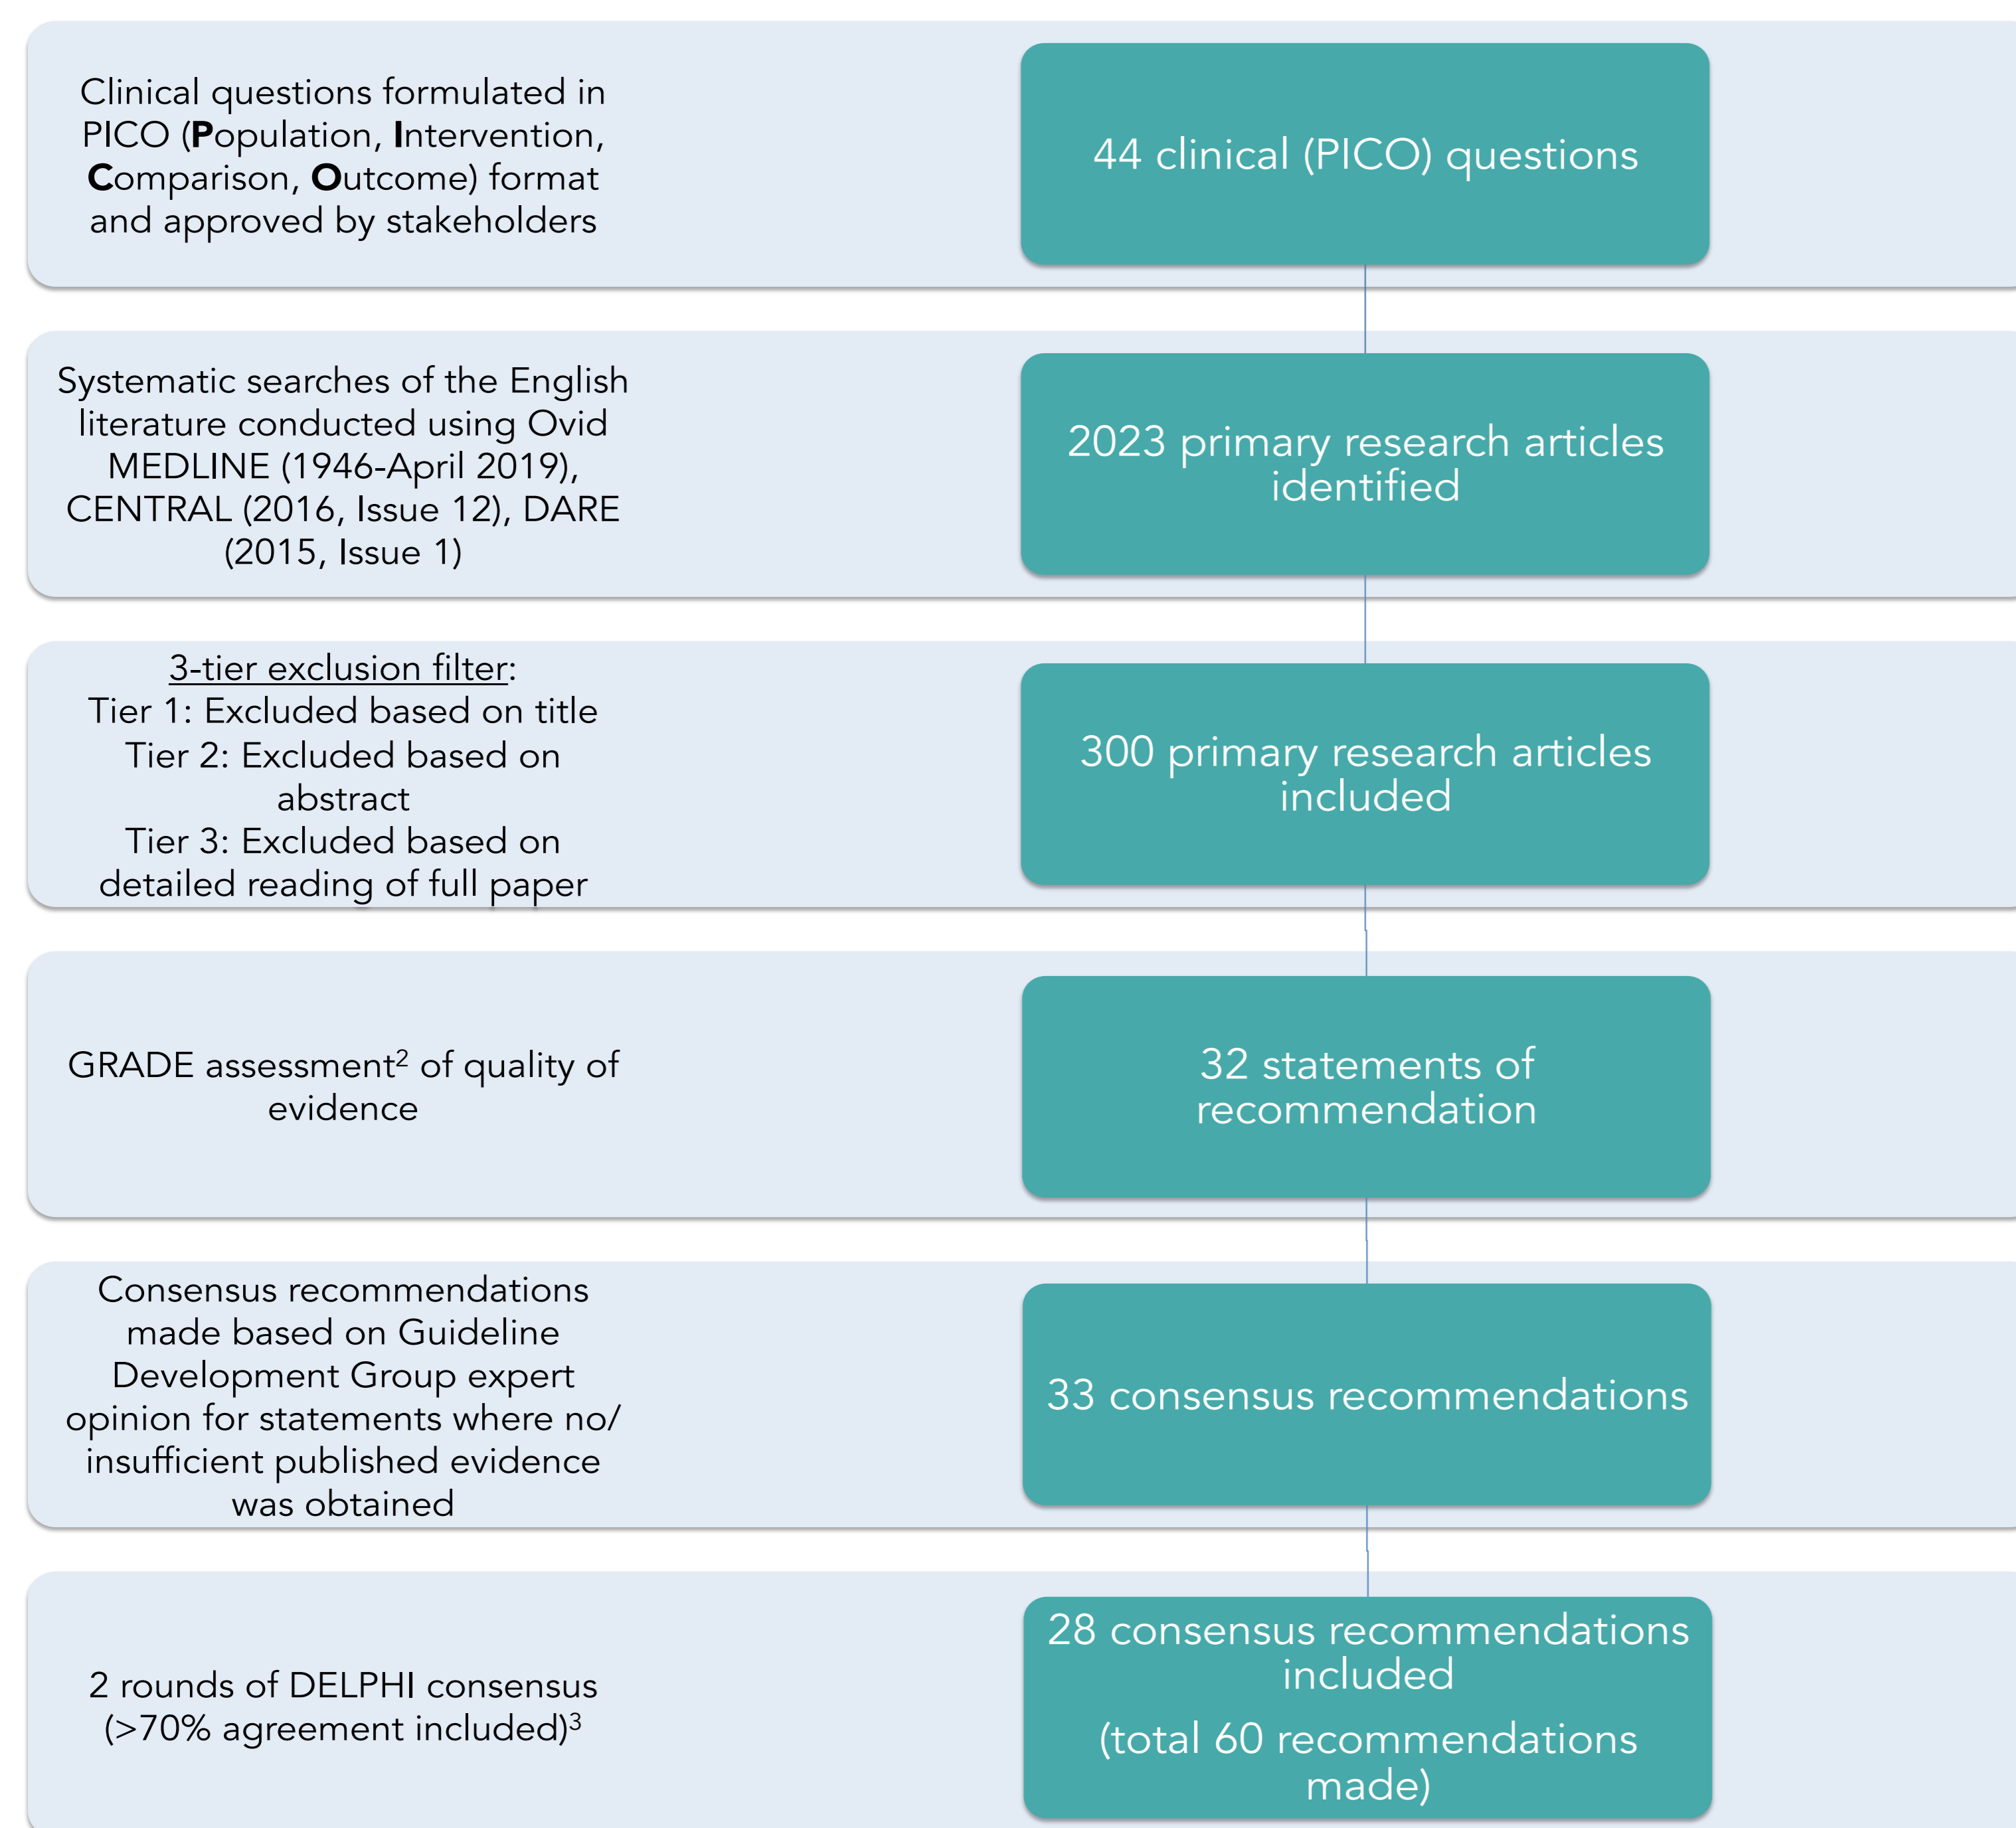 Clinical questions formulated in
PICO (Population, Intervention,
Comparison, Outcome) format
and approved by stakeholders
44 clinical (PICO) questions
Systematic searches of the English
literature conducted using Ovid
MEDLINE (1946-April 2019),
CENTRAL (2016, Issue 12), DARE
(2015, Issue 1)
2023 primary research articles
identified
3-tier exclusion filter:
Tier 1: Excluded based on title
Tier 2: Excluded based on
abstract
Tier 3: Excluded based on
detailed reading of full paper
300 primary research articles
included
GRADE assessment² of quality of
evidence
32 statements of
recommendation
Consensus recommendations
made based on Guideline
Development Group expert
opinion for statements where no/
insufficient published evidence
was obtained
33 consensus recommendations
2 rounds of DELPHI consensus
(>70% agreement included)³
28 consensus recommendations
included
(total 60 recommendations
made)